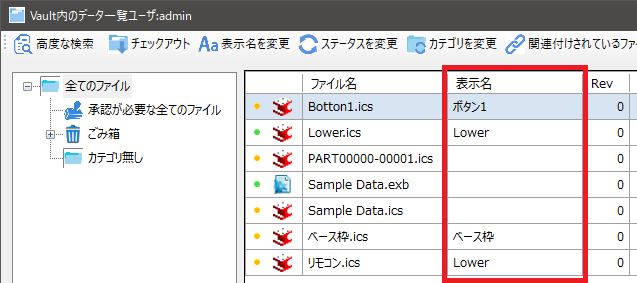 Vault内のデータ一覧ユーザ:admin
高度な検索 チェックアウト Aa 表示名を変更 ステータスを変更 カテゴリを変更 関連付けされているファ
全てのファイル
承認が必要な全てのファイル
ごみ箱
カテゴリ無し
ファイル名 表示名 Rev
Botton1.ics ボタン1 0
Lower.ics Lower 0
PART00000-00001.ics 0
Sample Data.exb 0
Sample Data.ics 0
ベース枠.ics ベース枠 0
リモコン.ics Lower 0